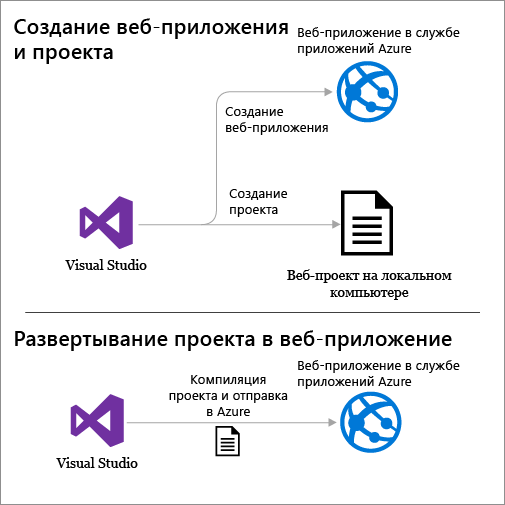 Создание веб-приложения
и проекта
Веб-приложение в службе
приложений Azure
Создание
веб-приложения
Создание
проекта
Visual Studio
Веб-проект на локальном
компьютере
Развертывание проекта в веб-приложение
Компиляция
проекта и отправка
в Azure
Веб-приложение в службе
приложений Azure
Visual Studio